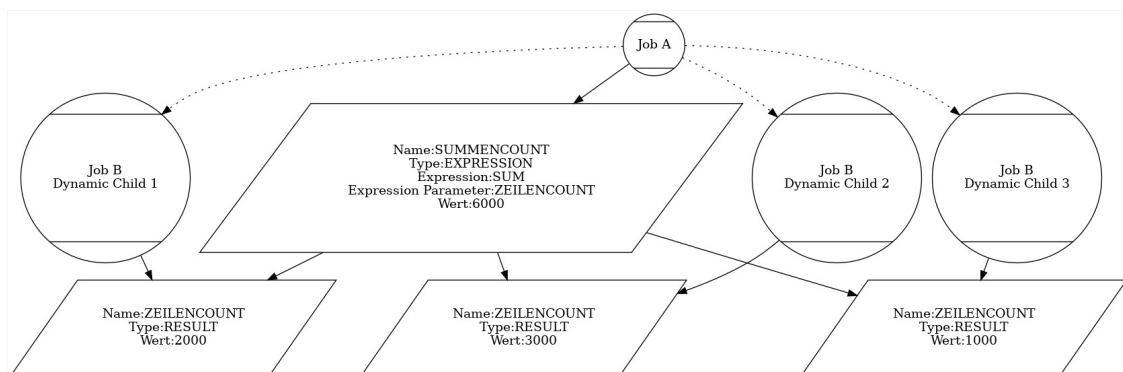 Job A
Job B
Dynamic Child 1
Name:SUMMENCOUNT
Type:EXPRESSION
Expression:SUM
Expression Parameter:ZEILENCOUNT
Wert:6000
Job B
Dynamic Child 2
Job B
Dynamic Child 3
Name:ZEILENCOUNT
Type:RESULT
Wert:2000
Name:ZEILENCOUNT
Type:RESULT
Wert:3000
Name:ZEILENCOUNT
Type:RESULT
Wert:1000